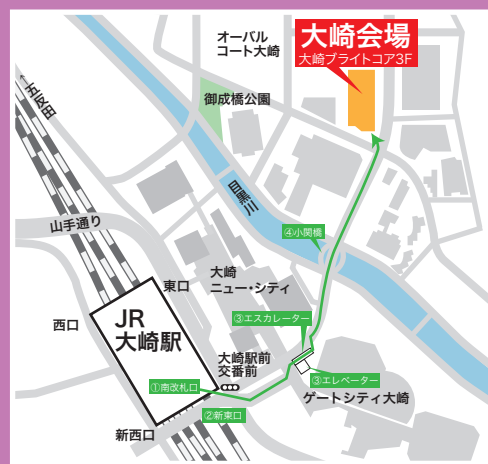 大崎会場
大崎ブライトコア3F
オーバル
コート大崎
御成橋公園
五反田
目黒川
山手通り
④小関橋
東口
大崎
ニュー・シティ
西口
JR
大崎駅
③エスカレーター
大崎駅前
交番前
③エレベーター
①南改札口
ゲートシティ大崎
②新東口
新西口